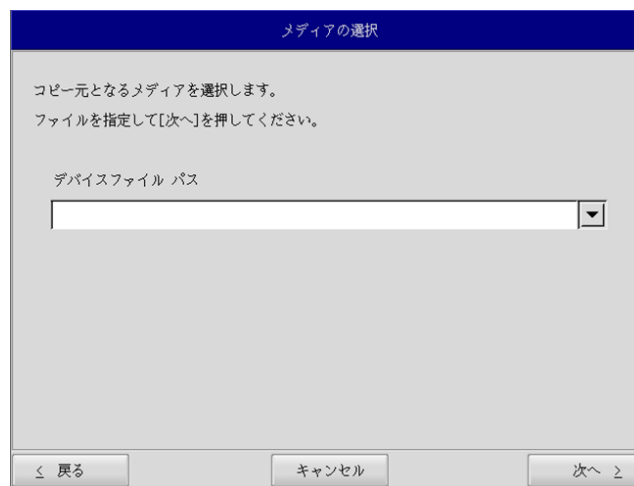 メディアの選択
コピー元となるメディアを選択します。
ファイルを指定して[次へ]を押してください。
デバイスファイル パス
< 戻る
キャンセル
次へ >